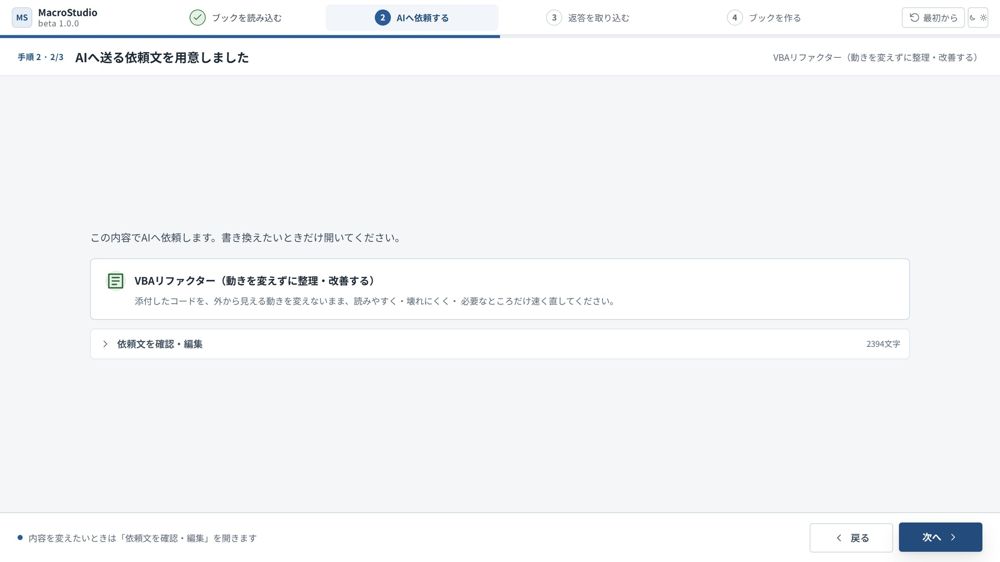 MS
MacroStudio
beta 1.0.0
ブックを読み込む
2 AIへ依頼する
3 返答を取り込む
4 ブックを作る
最初から
手順 2・2/3 AIへ送る依頼文を用意しました
VBAリファクター（動きを変えずに整理・改善する）
この内容でAIへ依頼します。書き換えたいときだけ開いてください。
VBAリファクター（動きを変えずに整理・改善する）
添付したコードを、外から見える動きを変えないまま、読みやすく・壊れにくく・ 必要なところだけ速く直してください。
依頼文を確認・編集
2394文字
内容を変えたいときは「依頼文を確認・編集」を開きます
戻る
次へ